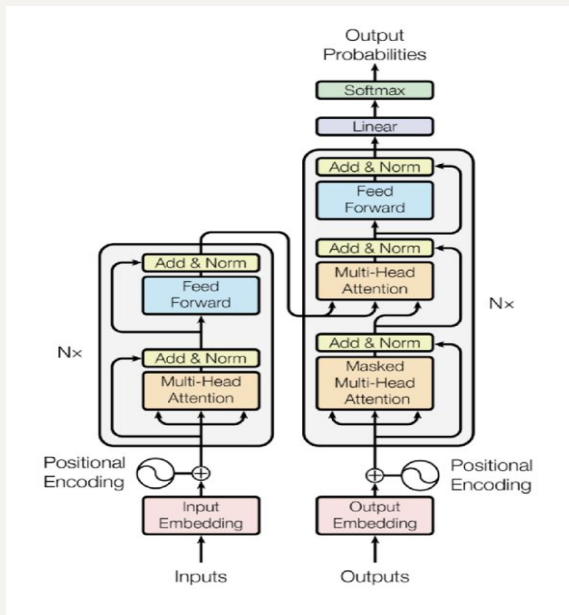 Output
Probabilities
Softmax
Linear
Add & Norm
Feed
Forward
Add & Norm
Multi-Head
Attention
Nx
Add & Norm
Masked
Multi-Head
Attention
Add & Norm
Feed
Forward
Nx
Add & Norm
Multi-Head
Attention
Positional
Encoding
Positional
Encoding
Input
Embedding
Output
Embedding
Inputs
Outputs